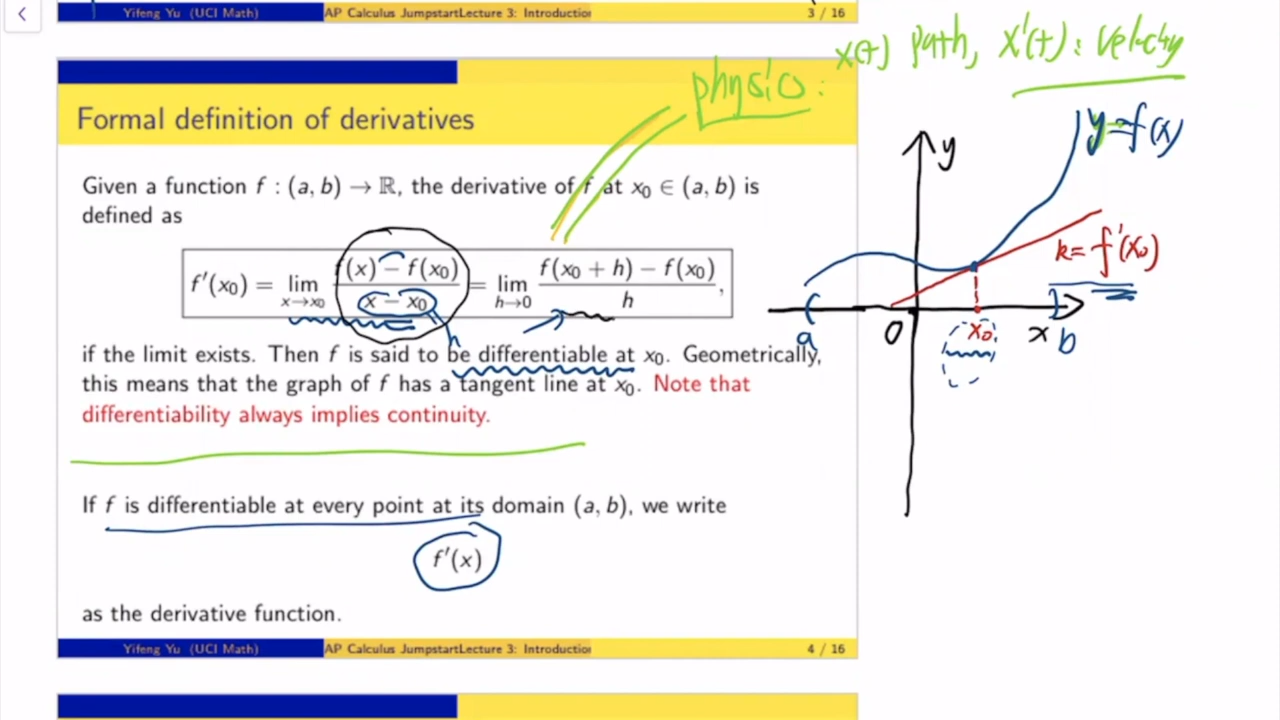 Yifeng Yu (UCI Math) AP Calculus JumpstartLecture 3: Introduction 3 / 16
physics: x(t) path, x'(t): velocity
Formal definition of derivatives
Given a function f : (a, b) → ℝ, the derivative of f at x₀ ∈ (a, b) is
defined as
f′(x₀) = lim_{x→x₀} (f(x) − f(x₀))/(x − x₀) = lim_{h→0} (f(x₀ + h) − f(x₀))/h,
h
if the limit exists. Then f is said to be differentiable at x₀. Geometrically,
this means that the graph of f has a tangent line at x₀. Note that
differentiability always implies continuity.
If f is differentiable at every point at its domain (a, b), we write
f′(x)
as the derivative function.
Yifeng Yu (UCI Math) AP Calculus JumpstartLecture 3: Introduction 4 / 16
y y=f(x)
k= f'(x₀)
a 0 x₀ x b